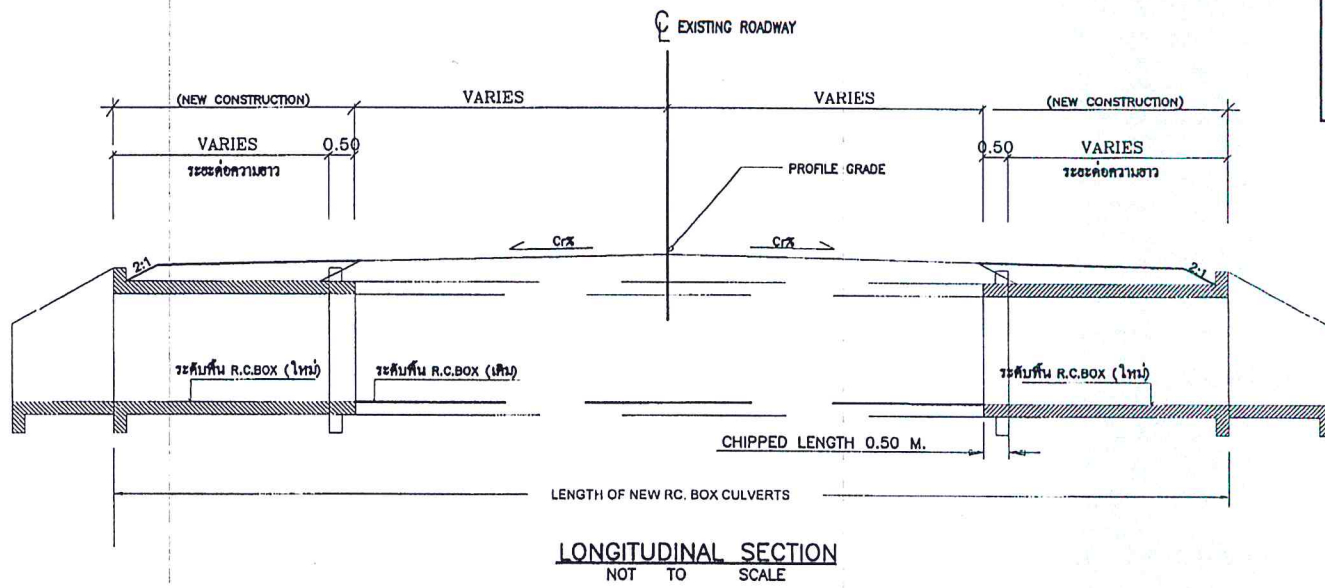 ℄ EXISTING ROADWAY
(NEW CONSTRUCTION)
VARIES
VARIES
(NEW CONSTRUCTION)
VARIES
0.50
0.50
VARIES
ระยะต่อความยาว
ระยะต่อความยาว
PROFILE GRADE
Cr%
Cr%
2:1
2:1
ระดับพื้น R.C.BOX (ใหม่)
ระดับพื้น R.C.BOX (เดิม)
ระดับพื้น R.C.BOX (ใหม่)
CHIPPED LENGTH 0.50 M.
LENGTH OF NEW RC. BOX CULVERTS
LONGITUDINAL SECTION
NOT TO SCALE